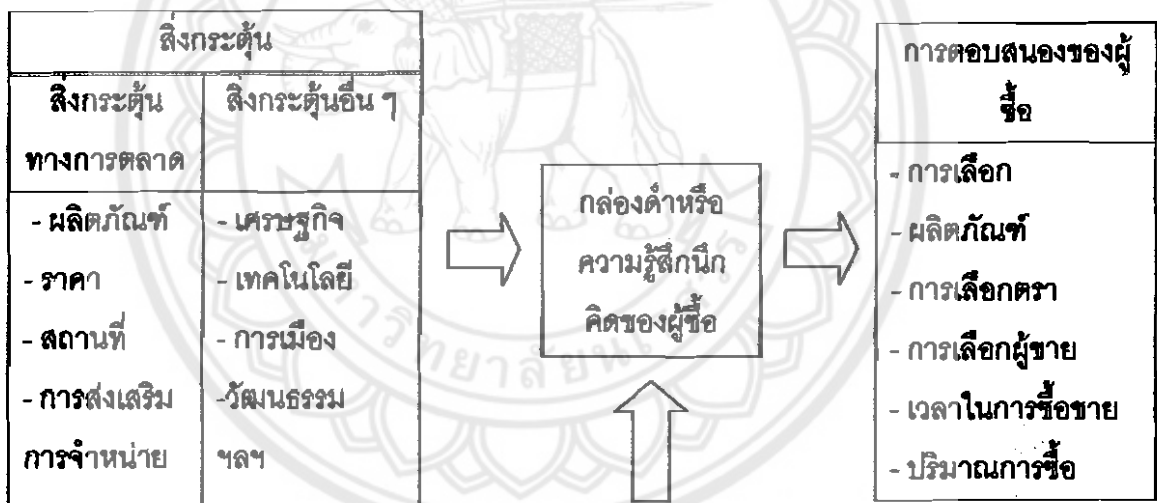 สิ่งกระตุ้น
สิ่งกระตุ้น
ทางการตลาด
สิ่งกระตุ้นอื่น ๆ
- ผลิตภัณฑ์
- ราคา
- สถานที่
- การส่งเสริม
การจำหน่าย
- เศรษฐกิจ
- เทคโนโลยี
- การเมือง
-วัฒนธรรม
ฯลฯ
กล่องดำหรือ
ความรู้สึกนึก
คิดของผู้ซื้อ
การตอบสนองของผู้
ซื้อ
- การเลือก
- ผลิตภัณฑ์
- การเลือกตรา
- การเลือกผู้ขาย
- เวลาในการซื้อขาย
- ปริมาณการซื้อ